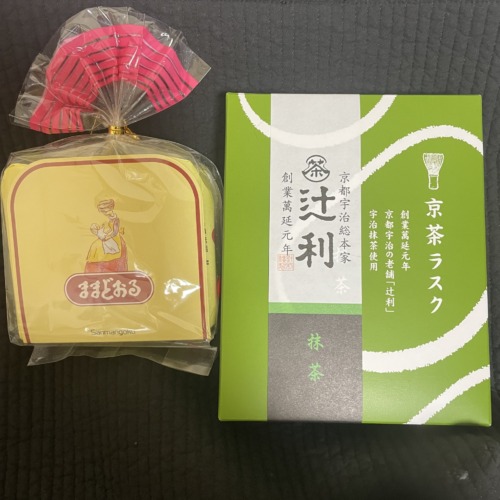 ままどおる
Sanmangoku
茶
京都宇治総本家
辻利
創業萬延元年
茶
抹茶
京茶ラスク
創業萬延元年
京都宇治の老舗「辻利」
宇治抹茶使用